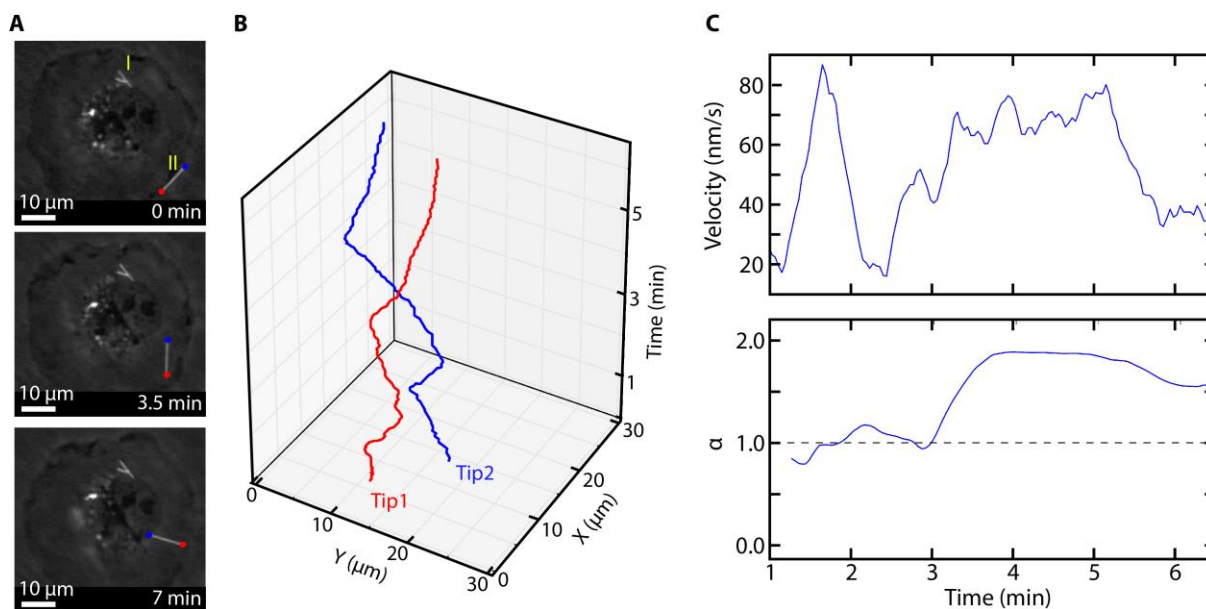 A
I
II
10 µm
0 min
10 µm
3.5 min
10 µm
7 min
B
5
3
1
Time (min)
30
20
10
0
X (µm)
0
10
20
30
Y (µm)
Tip1
Tip2
C
80
60
40
20
Velocity (nm/s)
2.0
1.0
0.0
α
1 2 3 4 5 6
Time (min)